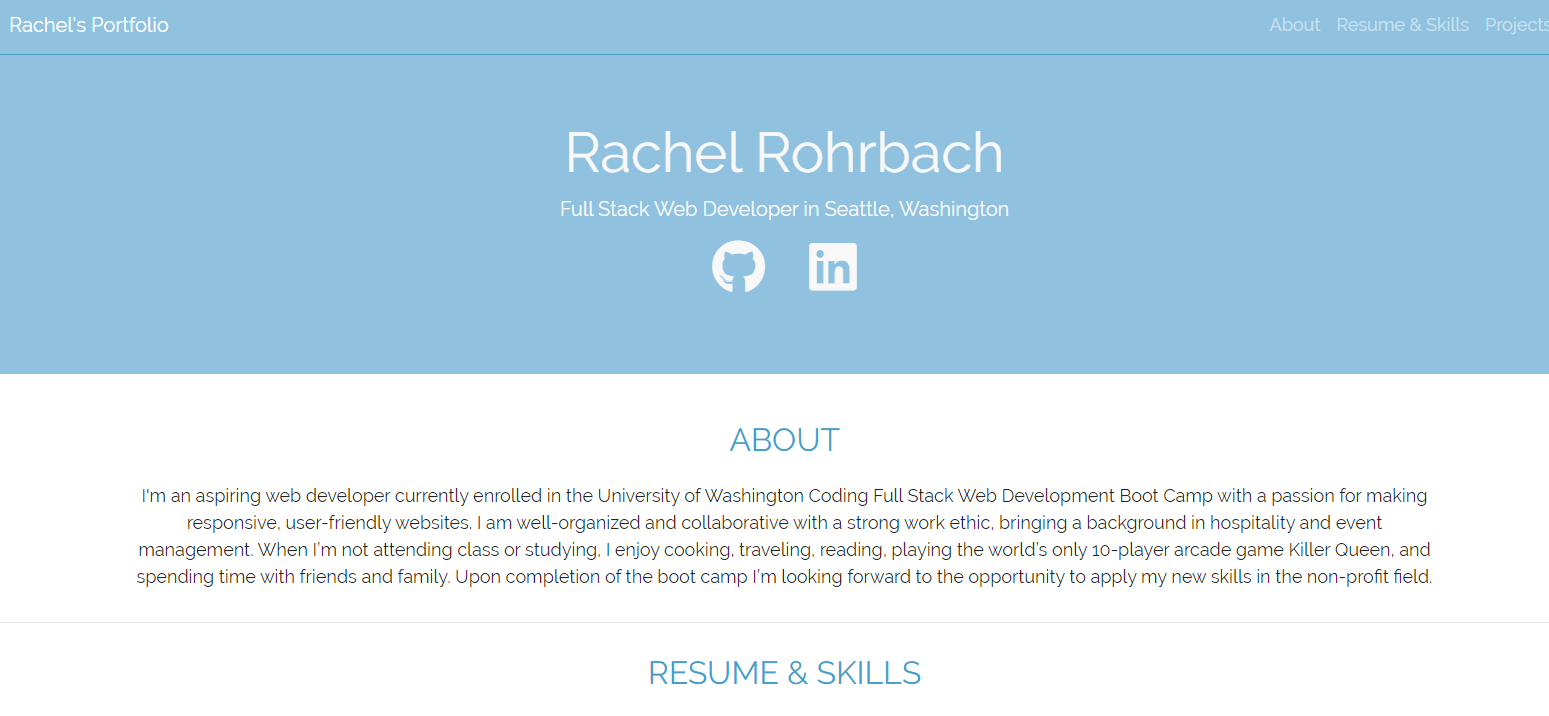 Rachel's Portfolio
About Resume & Skills Projects
Rachel Rohrbach
Full Stack Web Developer in Seattle, Washington
in
ABOUT
I'm an aspiring web developer currently enrolled in the University of Washington Coding Full Stack Web Development Boot Camp with a passion for making
responsive, user-friendly websites. I am well-organized and collaborative with a strong work ethic, bringing a background in hospitality and event
management. When I’m not attending class or studying, I enjoy cooking, traveling, reading, playing the world’s only 10-player arcade game Killer Queen, and
spending time with friends and family. Upon completion of the boot camp I’m looking forward to the opportunity to apply my new skills in the non-profit field.
RESUME & SKILLS